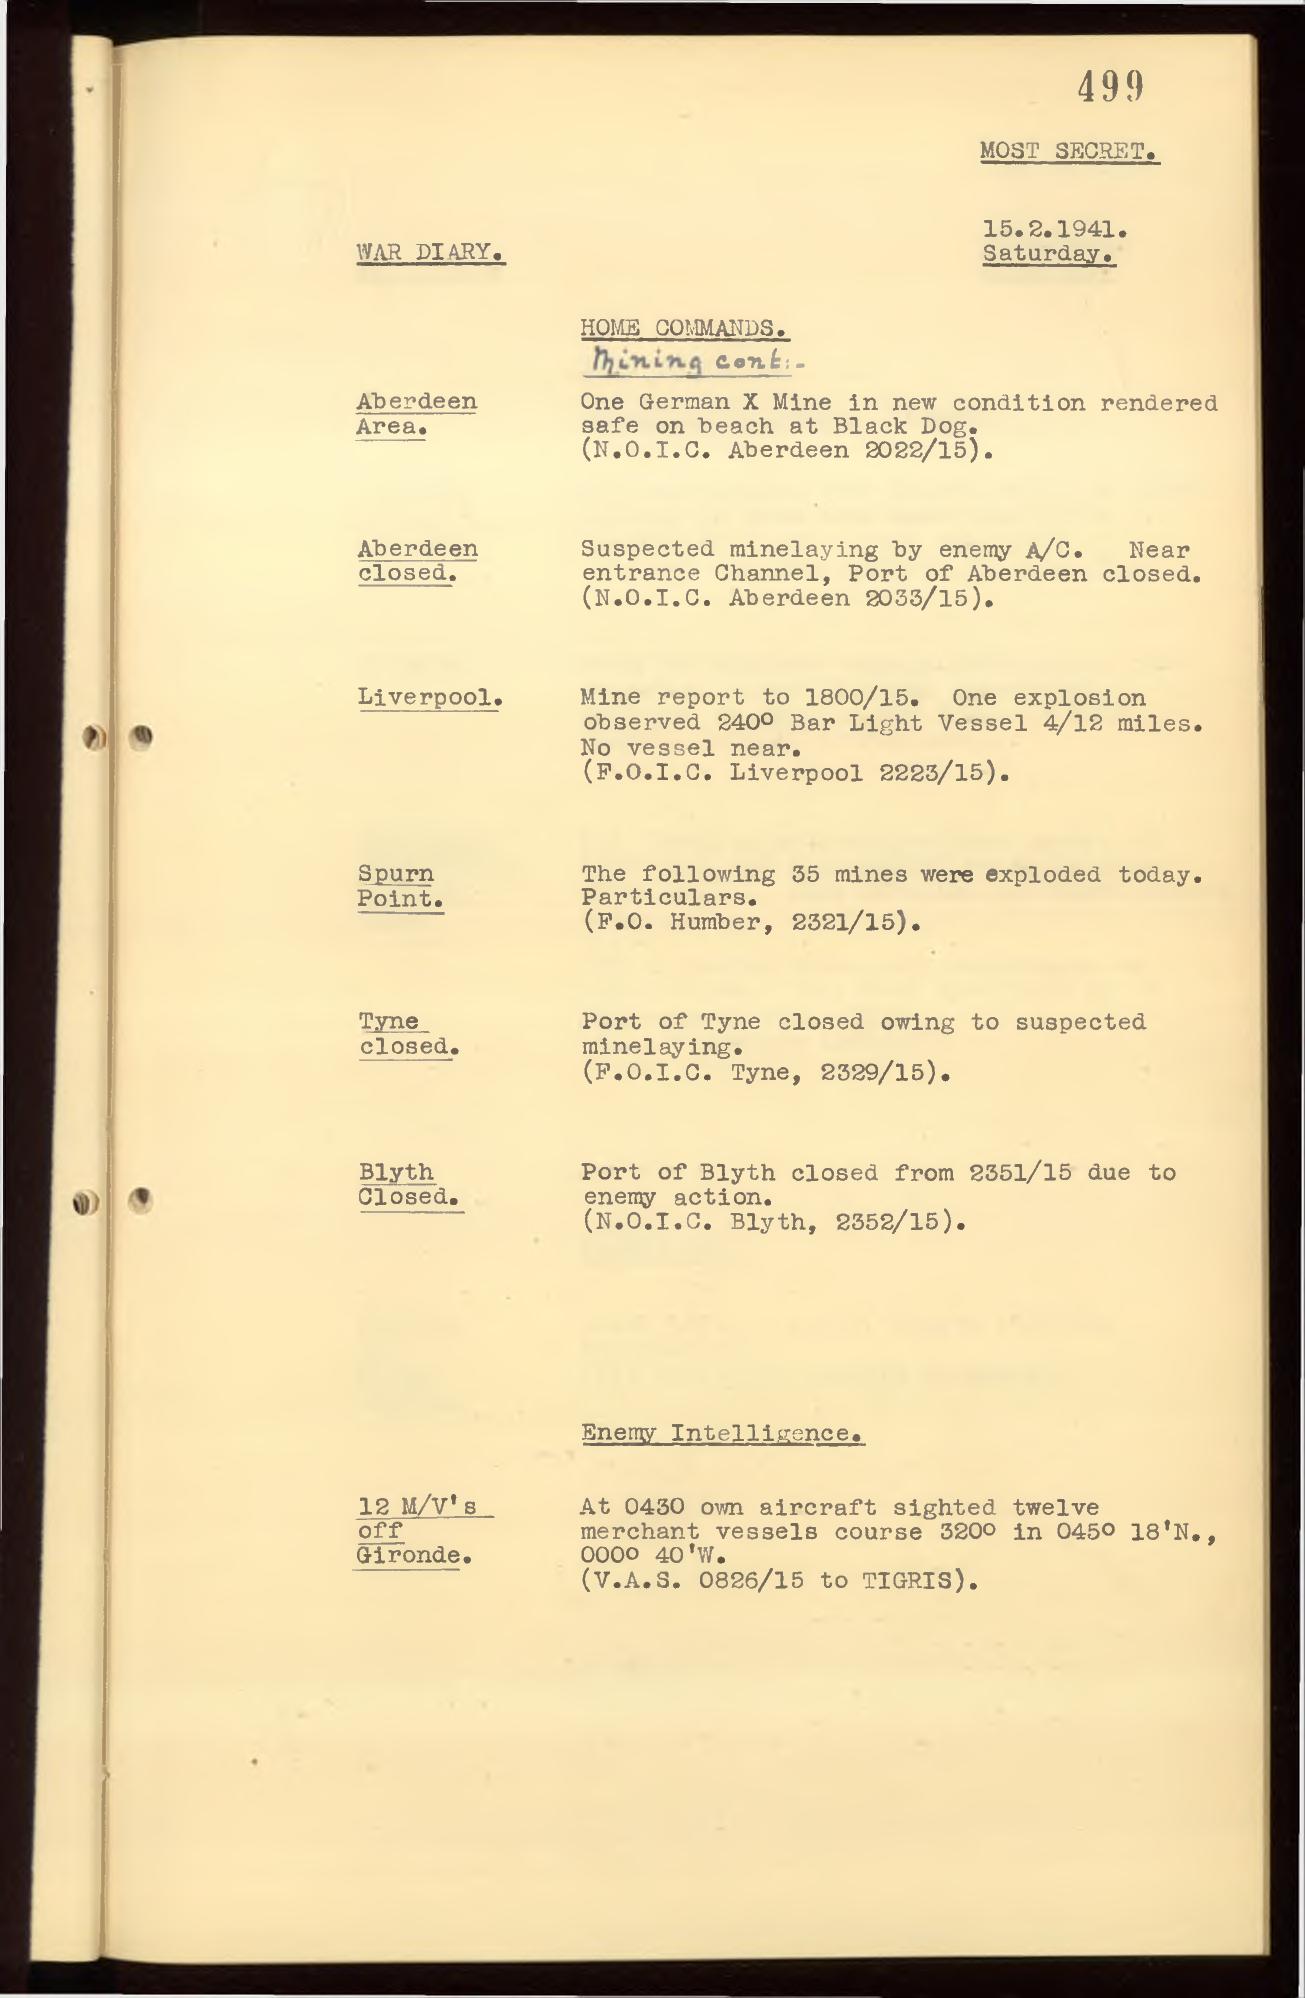 499
MOST SECRET.
15.2.1941.
WAR DIARY.
Saturday.
HOME COMMANDS.
Mining cont:-
Aberdeen
Area.
One German X Mine in new condition rendered
safe on beach at Black Dog.
(N.O.I.C. Aberdeen 2022/15).
Aberdeen
closed.
Suspected minelaying by enemy A/C. Near
entrance Channel, Port of Aberdeen closed.
(N.O.I.C. Aberdeen 2033/15).
Liverpool.
Mine report to 1800/15. One explosion
observed 240° Bar Light Vessel 4/12 miles.
No vessel near.
(F.O.I.C. Liverpool 2223/15).
Spurn
Point.
The following 35 mines were exploded today.
Particulars.
(F.O. Humber, 2321/15).
Tyne
closed.
Port of Tyne closed owing to suspected
minelaying.
(F.O.I.C. Tyne, 2329/15).
Blyth
Closed.
Port of Blyth closed from 2351/15 due to
enemy action.
(N.O.I.C. Blyth, 2352/15).
Enemy Intelligence.
12 M/V's
off
Gironde.
At 0430 own aircraft sighted twelve
merchant vessels course 320° in 045° 18'N.,
000° 40'W.
(V.A.S. 0826/15 to TIGRIS).